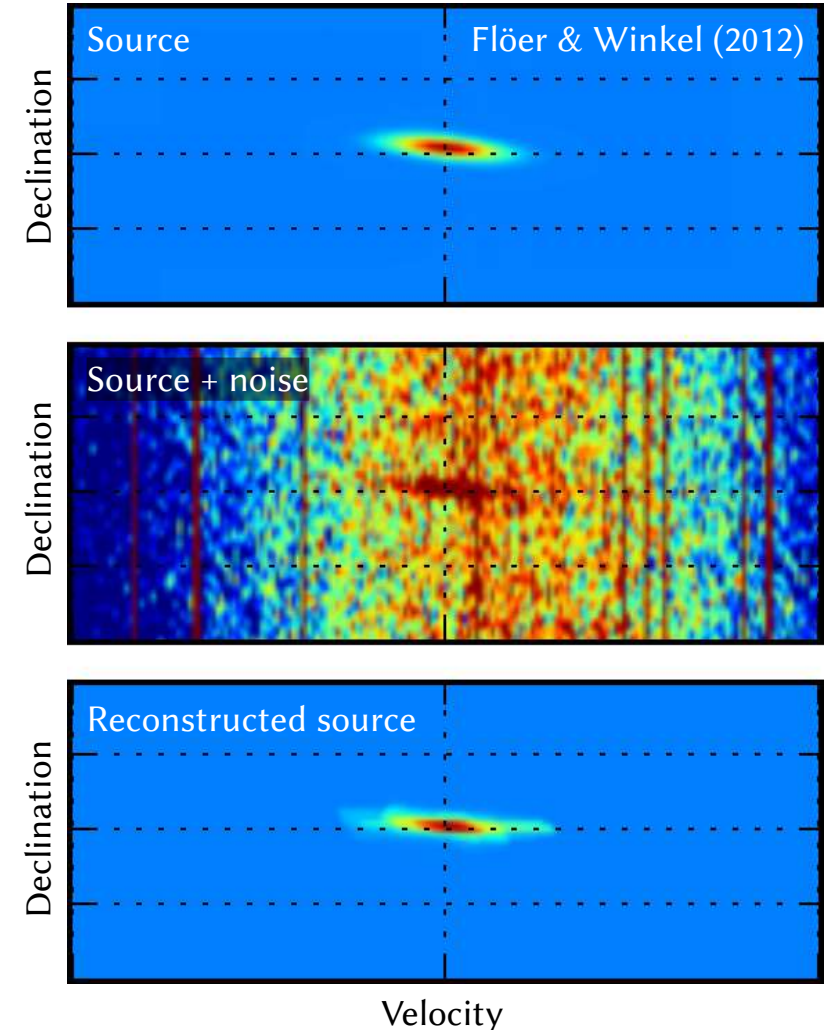 Source
Flöer & Winkel (2012)
Declination
Source + noise
Declination
Reconstructed source
Declination
Velocity